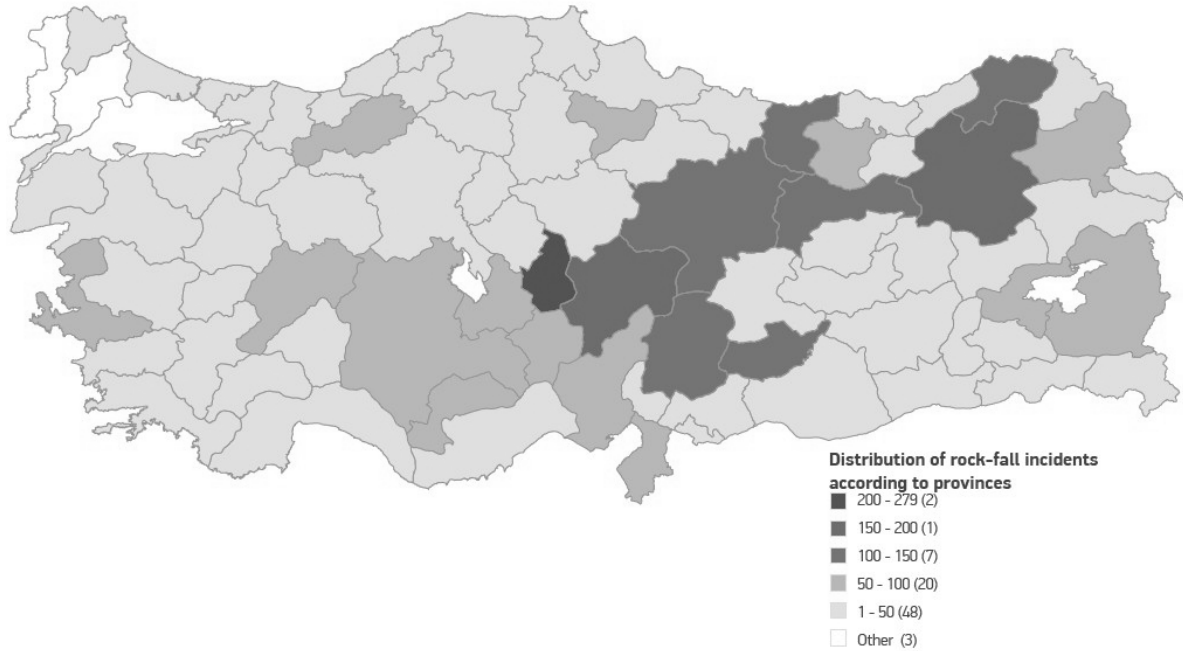 Distribution of rock-fall incidents
according to provinces
200 - 279 (2)
150 - 200 (1)
100 - 150 (7)
50 - 100 (20)
1 - 50 (48)
Other (3)